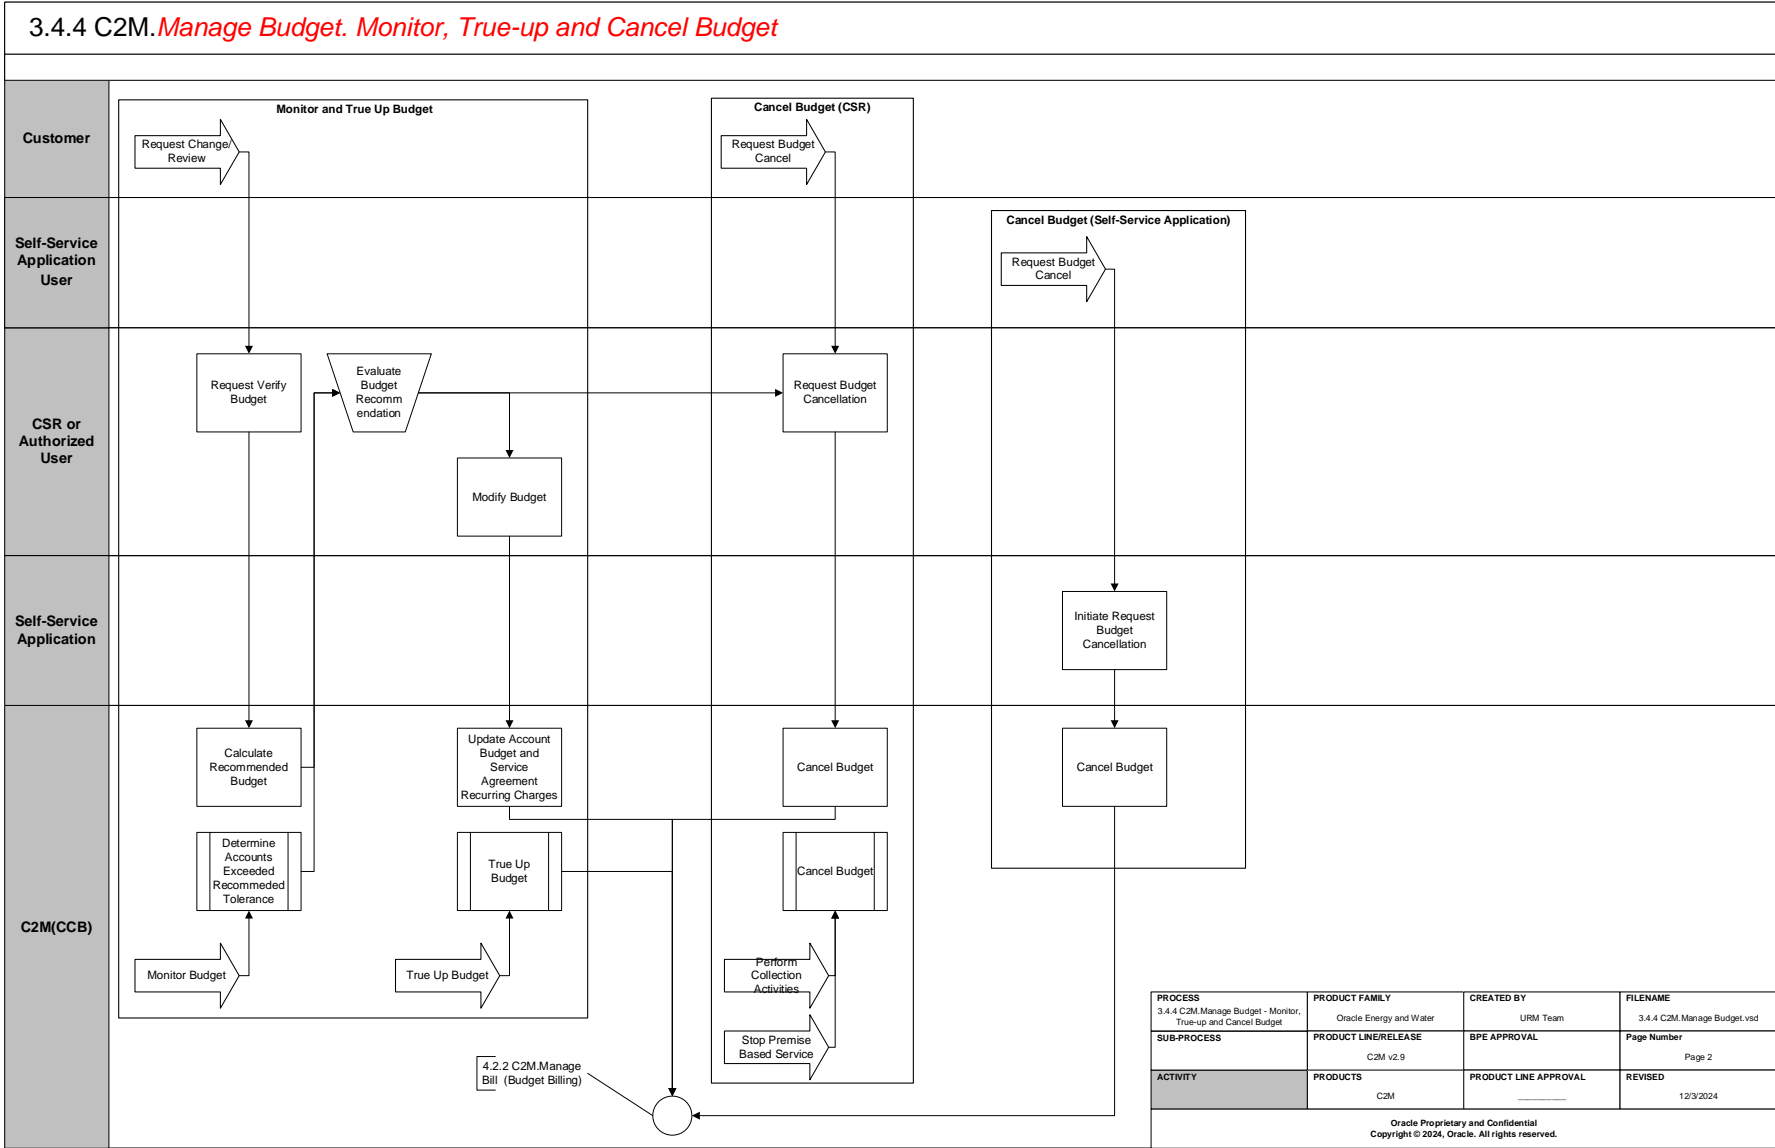 3.4.4 C2M.Manage Budget. Monitor, True-up and Cancel Budget
Customer
Monitor and True Up Budget
Request Change/
Review
Cancel Budget (CSR)
Request Budget
Cancel
Self-Service
Application
User
Cancel Budget (Self-Service Application)
Request Budget
Cancel
CSR or
Authorized
User
Request Verify
Budget
Evaluate
Budget
Recomm
endation
Request Budget
Cancellation
Modify Budget
Self-Service
Application
Initiate Request
Budget
Cancellation
C2M(CCB)
Calculate
Recommended
Budget
Update Account
Budget and
Service
Agreement
Recurring Charges
Cancel Budget
Cancel Budget
Determine
Accounts
Exceeded
Recommeded
Tolerance
True Up
Budget
Cancel Budget
Monitor Budget
True Up Budget
Perform
Collection
Activities
Stop Premise
Based Service
4.2.2 C2M.Manage
Bill (Budget Billing)
PROCESS
3.4.4 C2M.Manage Budget - Monitor,
True-up and Cancel Budget
PRODUCT FAMILY
Oracle Energy and Water
CREATED BY
URM Team
FILENAME
3.4.4 C2M.Manage Budget.vsd
SUB-PROCESS
PRODUCT LINE/RELEASE
C2M v2.9
BPE APPROVAL
Page Number
Page 2
ACTIVITY
PRODUCTS
C2M
PRODUCT LINE APPROVAL
___________
REVISED
12/3/2024
Oracle Proprietary and Confidential
Copyright © 2024, Oracle. All rights reserved.